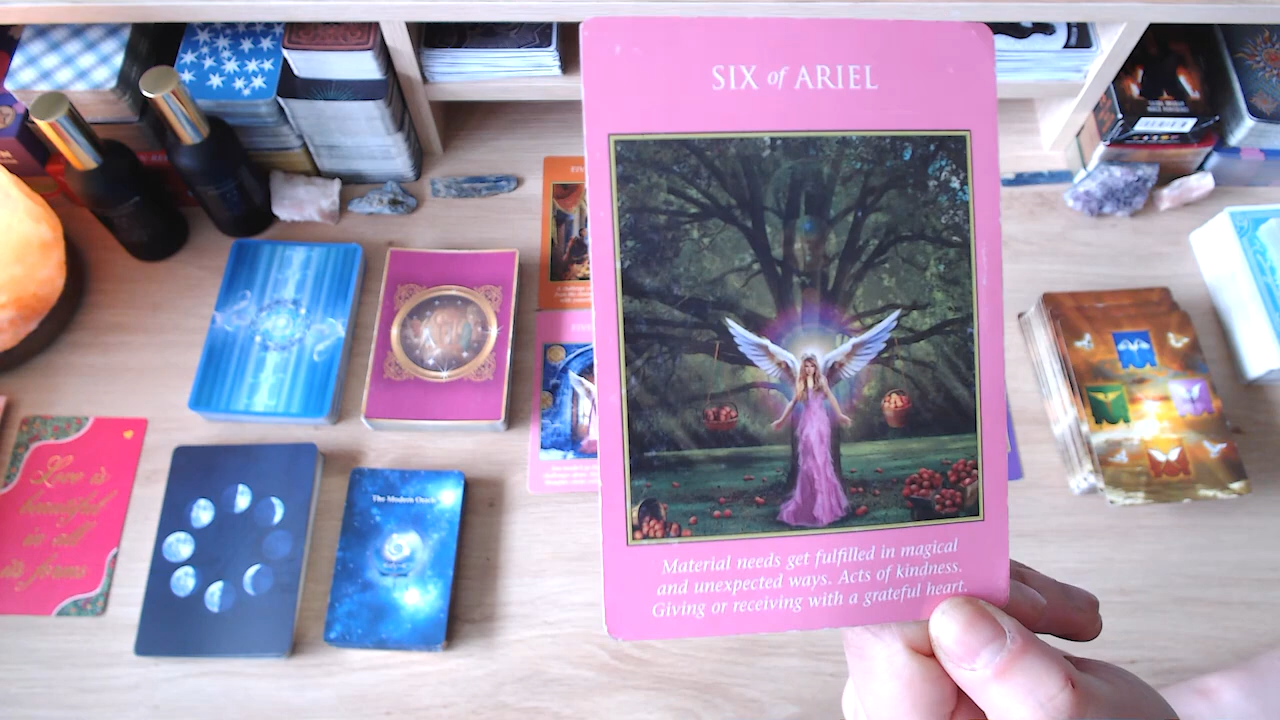 SIX of ARIEL
Material needs get fulfilled in magical
and unexpected ways. Acts of kindness.
Giving or receiving with a grateful heart.
Love is
beautiful
in all
its forms
The Modern Oracle